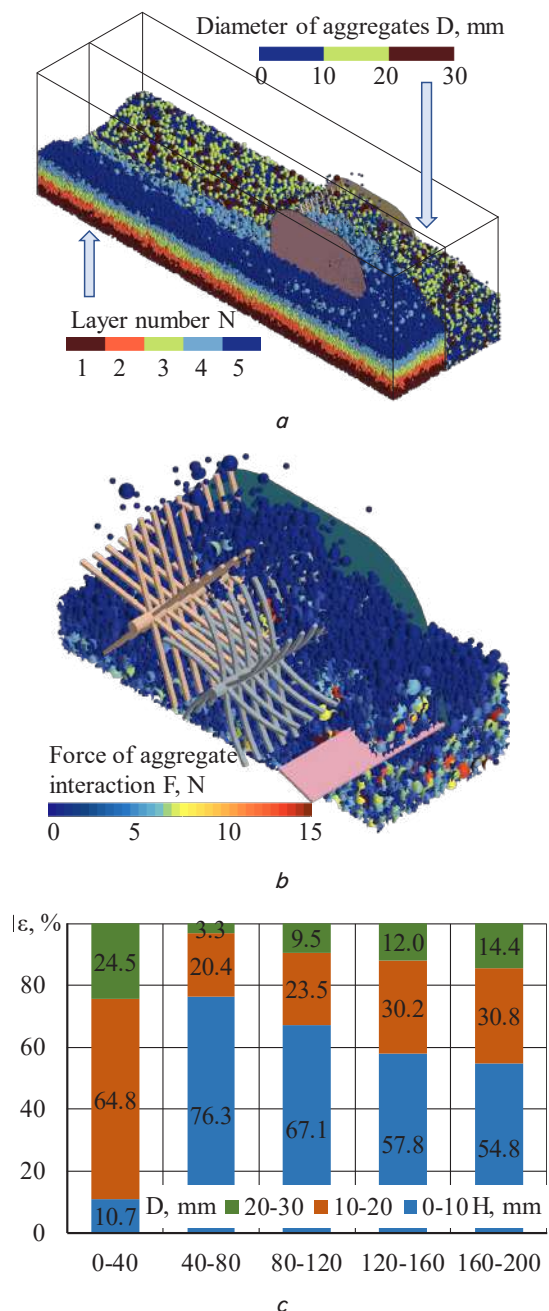 Diameter of aggregates D, mm
0 10 20 30
Layer number N
1 2 3 4 5
a
Force of aggregate
interaction F, N
0 5 10 15
b
ε, %
3.3
24.5 9.5 12.0 14.4
80
20.4 23.5 30.2 30.8
60
64.8
40
76.3 67.1 57.8 54.8
20
10.7 D, mm 20-30 10-20 0-10 H, mm
0
0-40 40-80 80-120 120-160 160-200
c